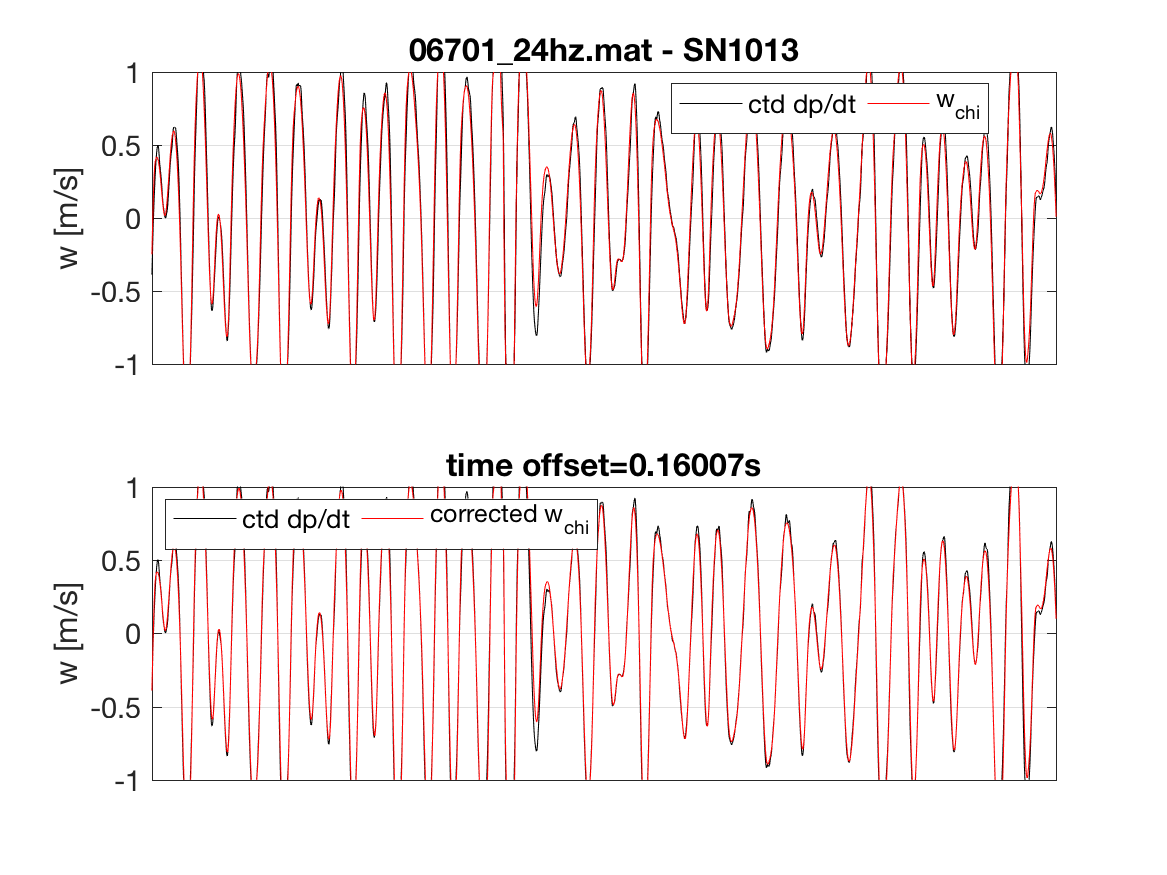 06701_24hz.mat - SN1013
1
0.5
0
-0.5
-1
w [m/s]
ctd dp/dt w_chi
time offset=0.16007s
1
0.5
0
-0.5
-1
w [m/s]
ctd dp/dt corrected w_chi